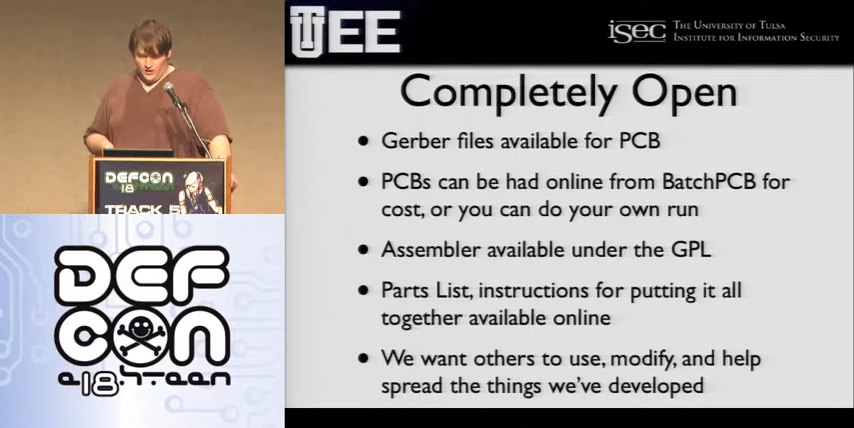 DEFCON
18
TRACK 5
DEF
CON
e18hteen
TU EE
isec
THE UNIVERSITY OF TULSA
INSTITUTE FOR INFORMATION SECURITY
Completely Open
• Gerber files available for PCB
• PCBs can be had online from BatchPCB for
cost, or you can do your own run
• Assembler available under the GPL
• Parts List, instructions for putting it all
together available online
• We want others to use, modify, and help
spread the things we've developed